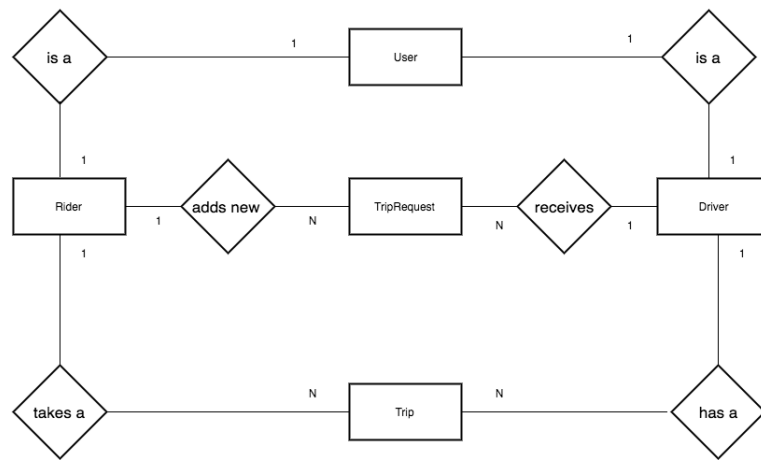 is a
1
User
1
is a
1
1
Rider
1
adds new
N
TripRequest
N
receives
1
Driver
1
1
takes a
N
Trip
N
has a